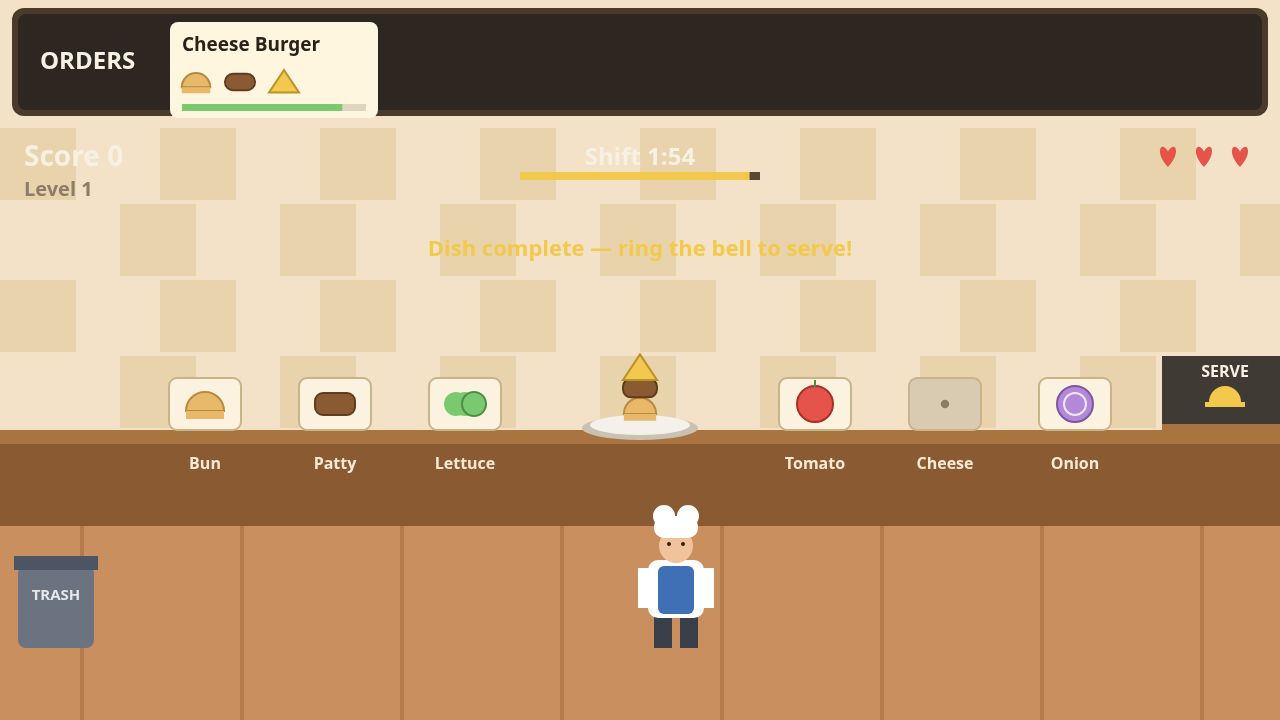 ORDERS
Cheese Burger
Score 0
Level 1
Shift 1:54
Dish complete — ring the bell to serve!
SERVE
Bun
Patty
Lettuce
Tomato
Cheese
Onion
TRASH